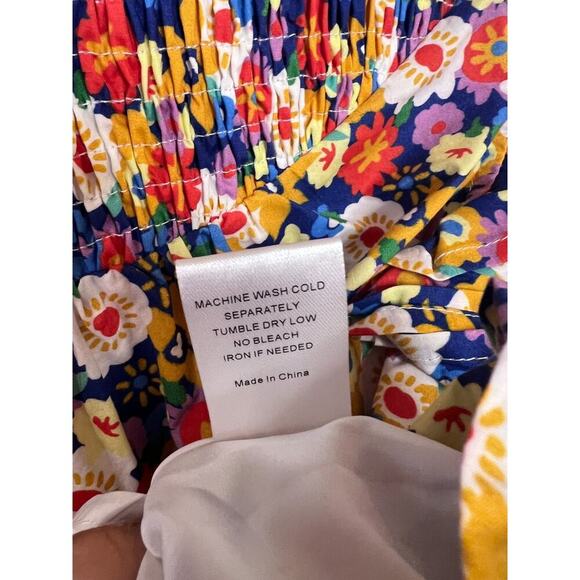 MACHINE WASH COLD
SEPARATELY
TUMBLE DRY LOW
NO BLEACH
IRON IF NEEDED
Made In China